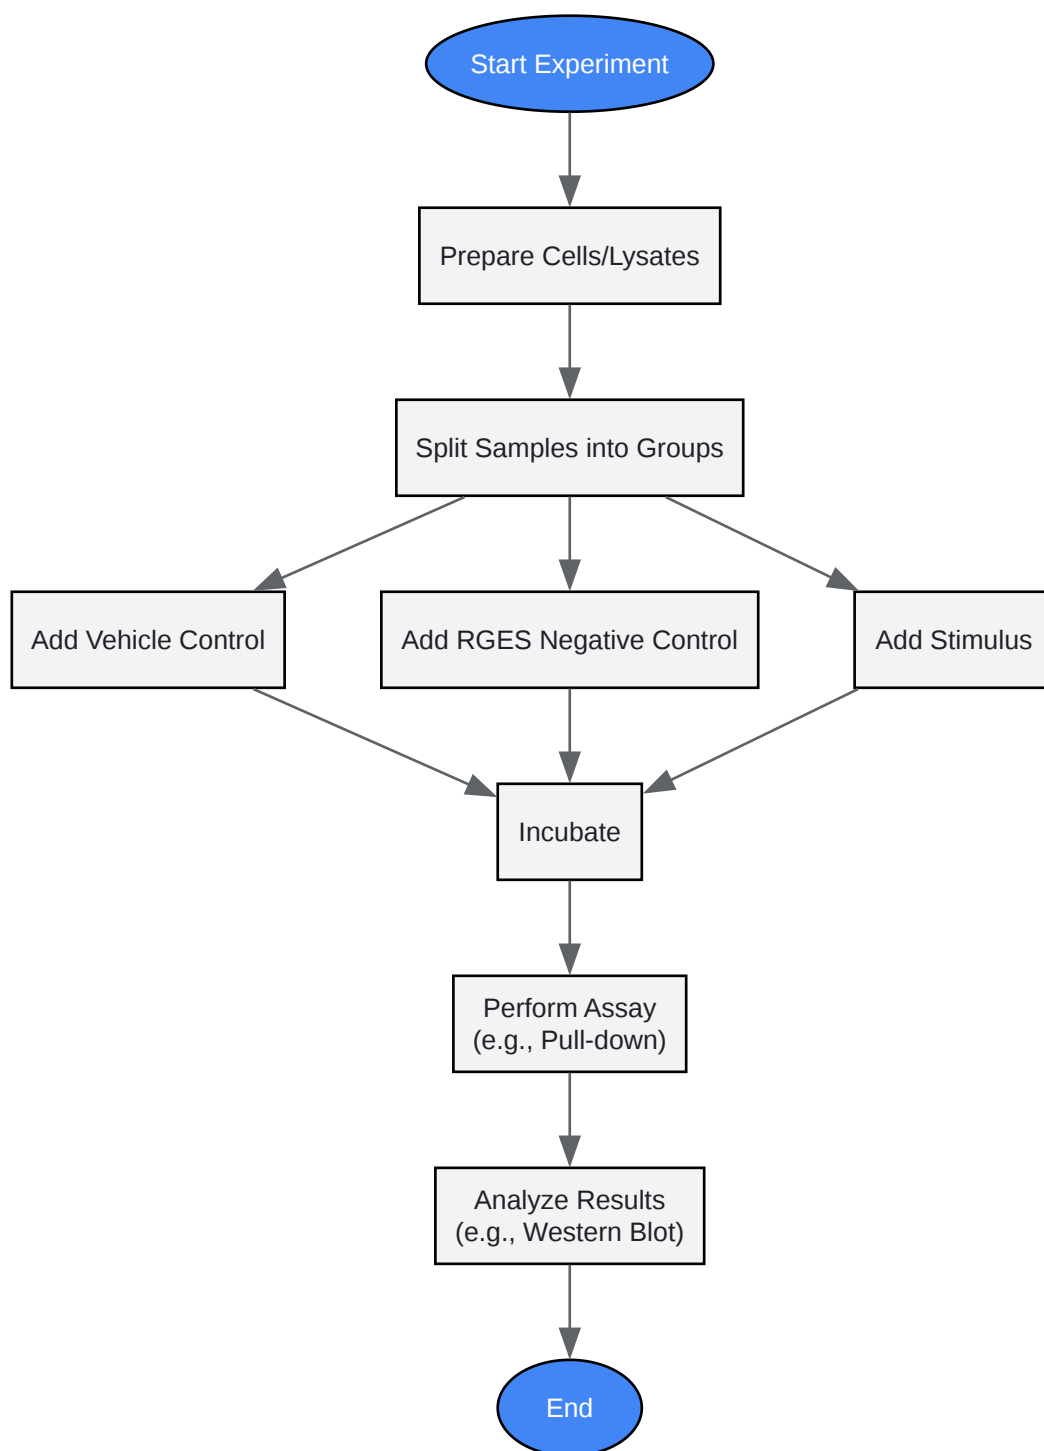 Start Experiment
Prepare Cells/Lysates
Split Samples into Groups
Add Vehicle Control
Add RGES Negative Control
Add Stimulus
Incubate
Perform Assay
(e.g., Pull-down)
Analyze Results
(e.g., Western Blot)
End